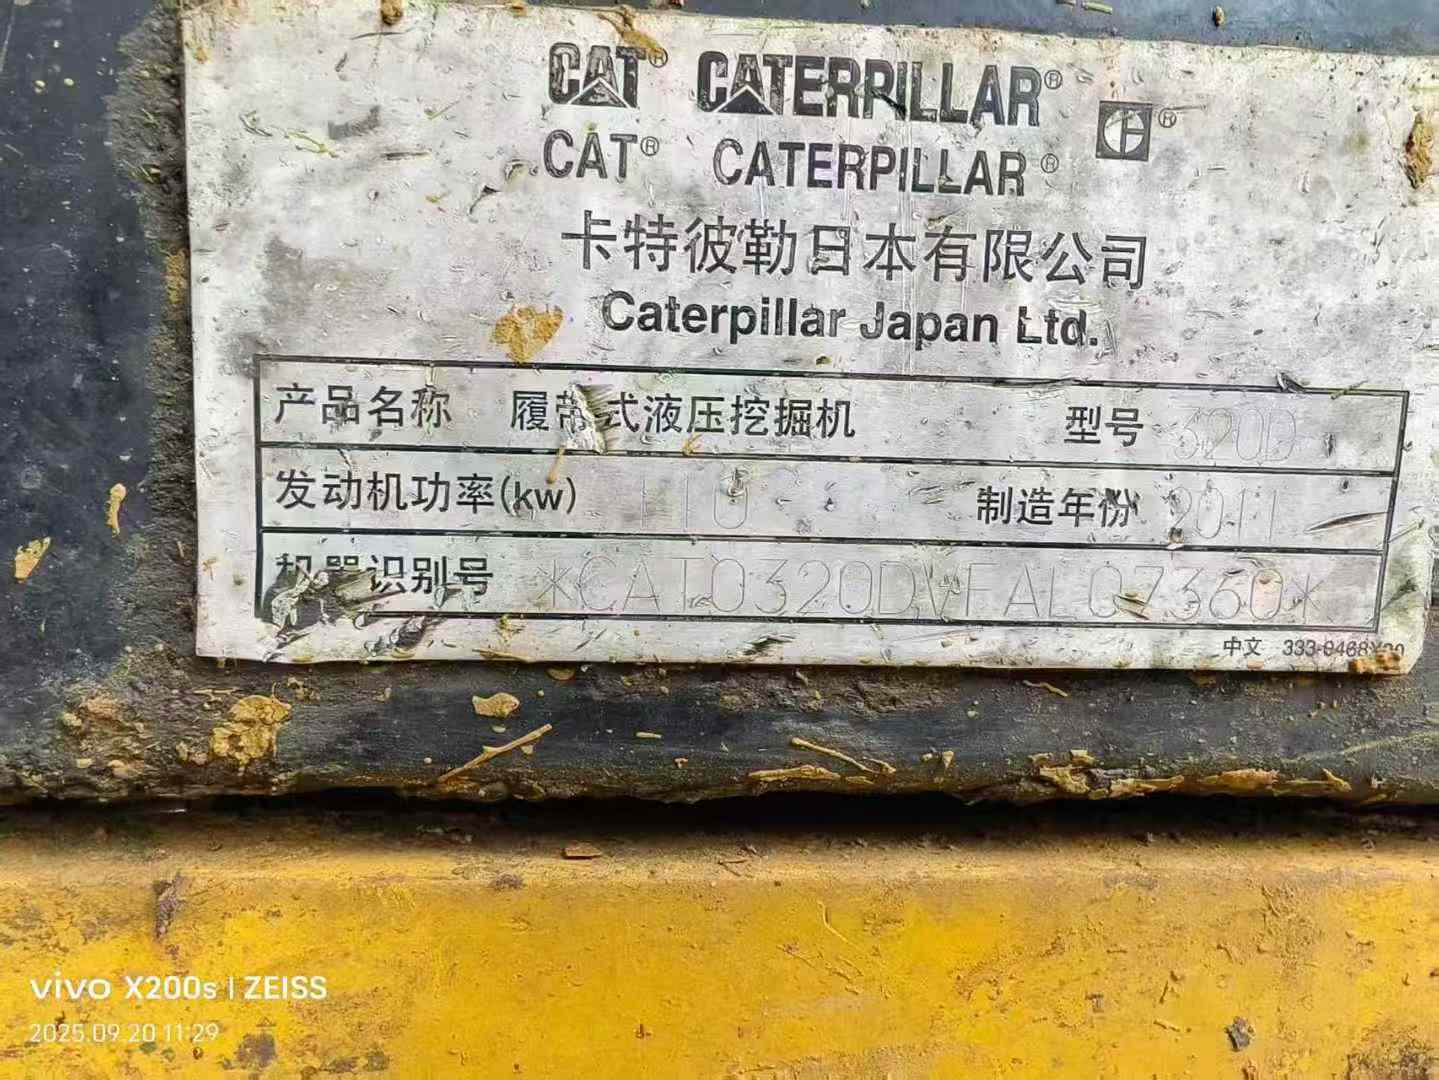 CAT® CATERPILLAR®
CAT® CATERPILLAR®
卡特彼勒日本有限公司
Caterpillar Japan Ltd.
产品名称 履带式液压挖掘机 型号 320D
发动机功率(kw) 110 制造年份 2011
机器识别号 *CAT0320DVFAL07360*
中文 333-9468
vivo X200s | ZEISS
2025.09.20 11:29